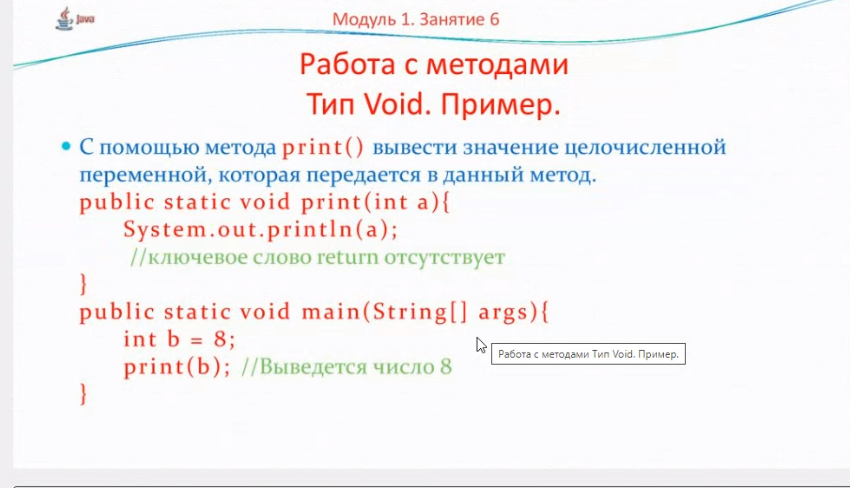 Java
Модуль 1. Занятие 6
Работа с методами
Тип Void. Пример.
• С помощью метода print() вывести значение целочисленной
переменной, которая передается в данный метод.
public static void print(int a){
System.out.println(a);
//ключевое слово return отсутствует
}
public static void main(String[] args){
int b = 8;
print(b); //Выведется число 8
}
Работа с методами Тип Void. Пример.